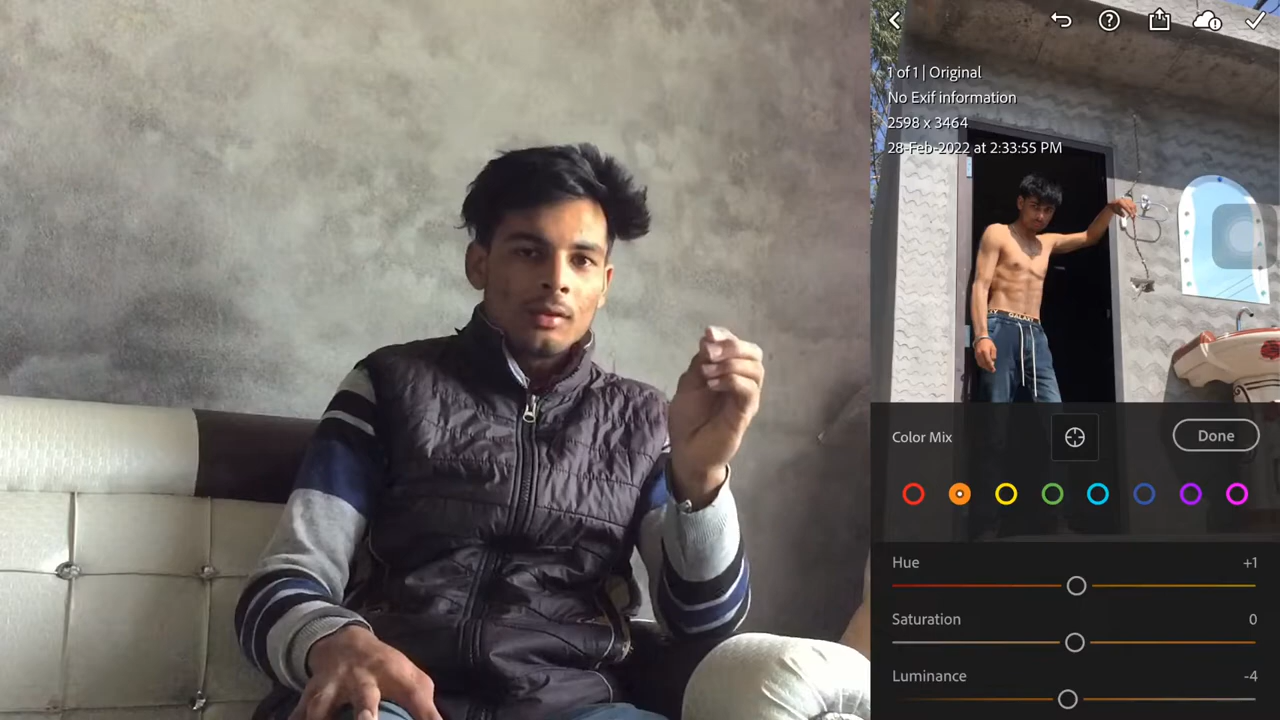 1 of 1 | Original
No Exif information
2598 x 3464
28-Feb-2022 at 2:33:55 PM
GALAXY
Color Mix
Done
Hue +1
Saturation 0
Luminance -4